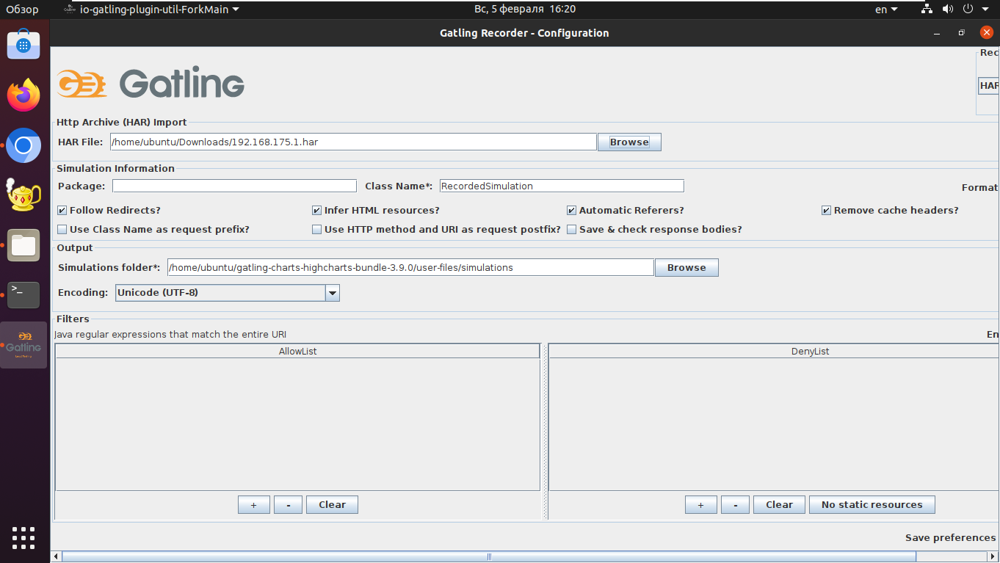 Обзор
io-gatling-plugin-util-ForkMain
Вс, 5 февраля 16:20
en
Gatling Recorder - Configuration
Gatling
Rec
HAR
Http Archive (HAR) Import
HAR File: /home/ubuntu/Downloads/192.168.175.1.har Browse
Simulation Information
Package: Class Name*: RecordedSimulation Format
Follow Redirects? Infer HTML resources? Automatic Referers? Remove cache headers?
Use Class Name as request prefix? Use HTTP method and URI as request postfix? Save & check response bodies?
Output
Simulations folder*: /home/ubuntu/gatling-charts-highcharts-bundle-3.9.0/user-files/simulations Browse
Encoding: Unicode (UTF-8)
Filters
Java regular expressions that match the entire URI En
AllowList DenyList
+ - Clear + - Clear No static resources
Save preferences
Gatling